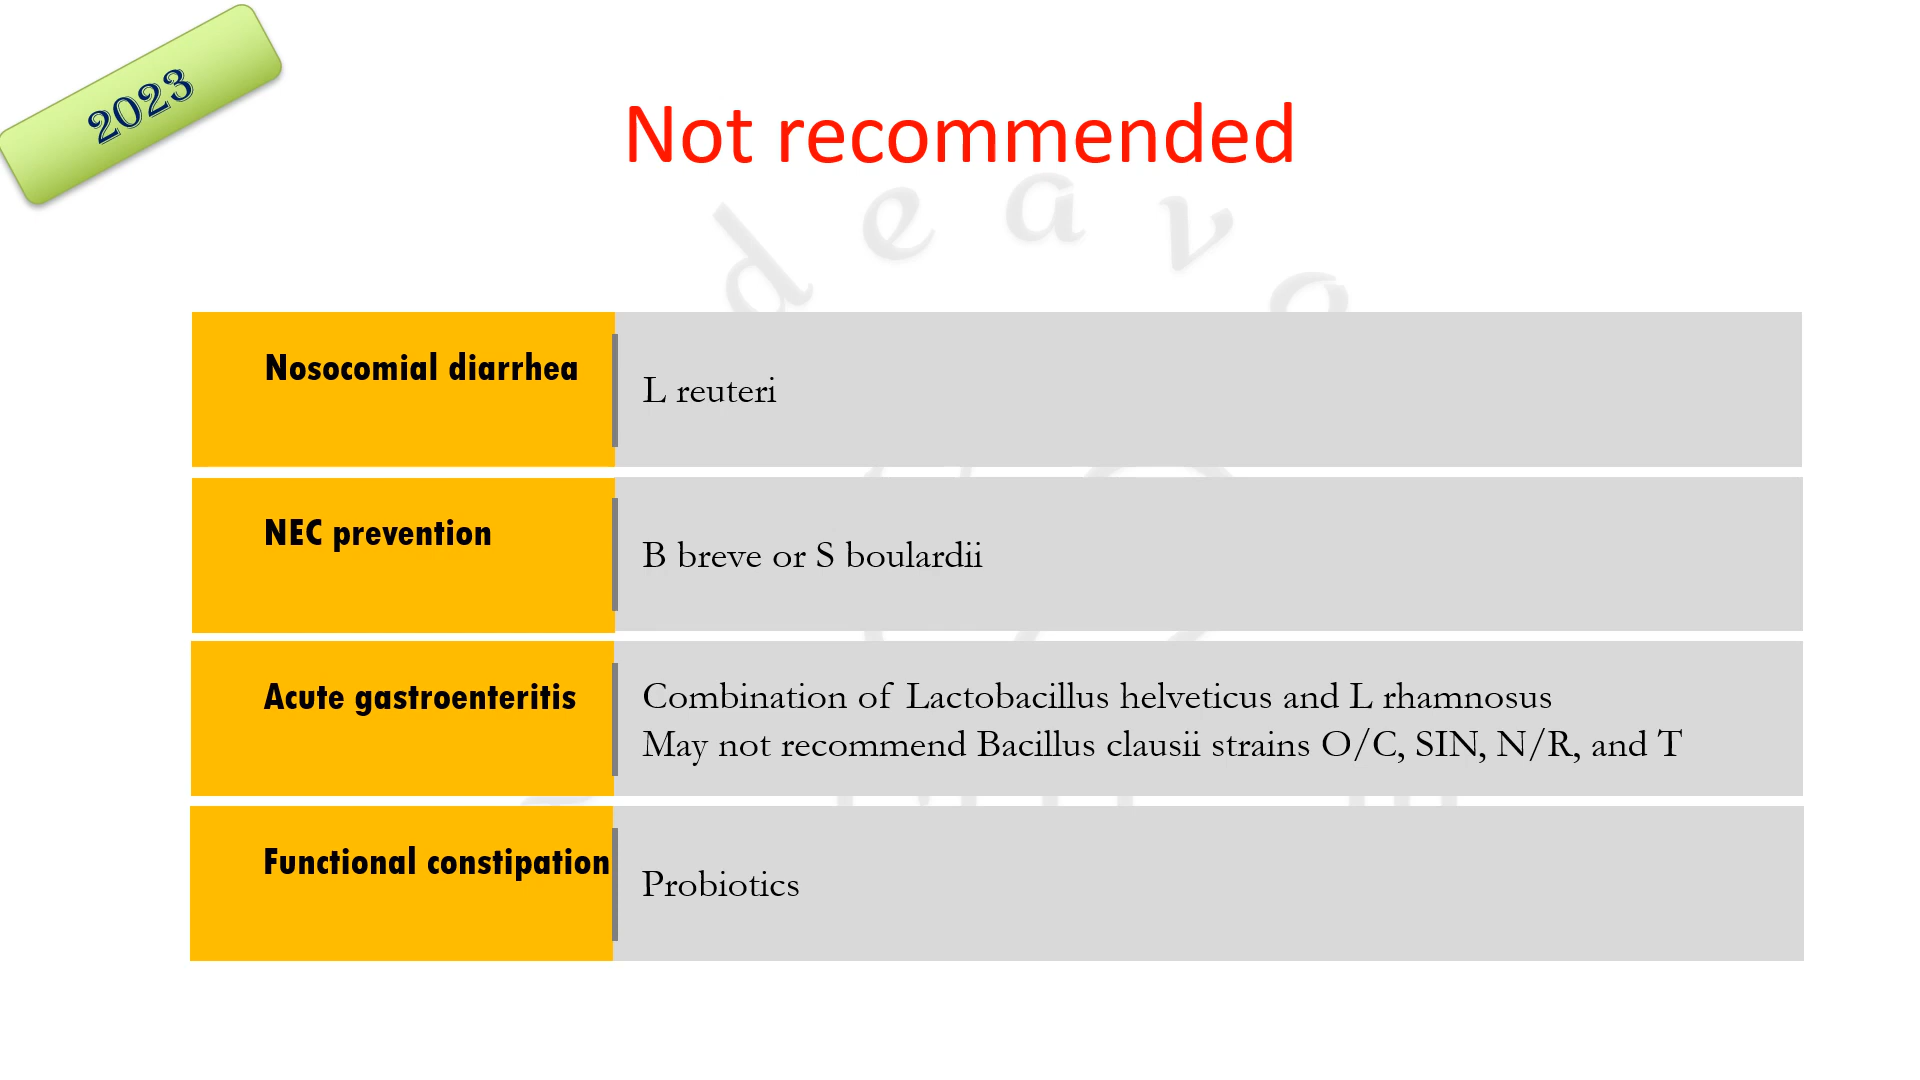 2023
Not recommended
deavo
Nosocomial diarrhea
L reuteri
NEC prevention
B breve or S boulardii
Acute gastroenteritis
Combination of Lactobacillus helveticus and L rhamnosus
May not recommend Bacillus clausii strains O/C, SIN, N/R, and T
Functional constipation
Probiotics